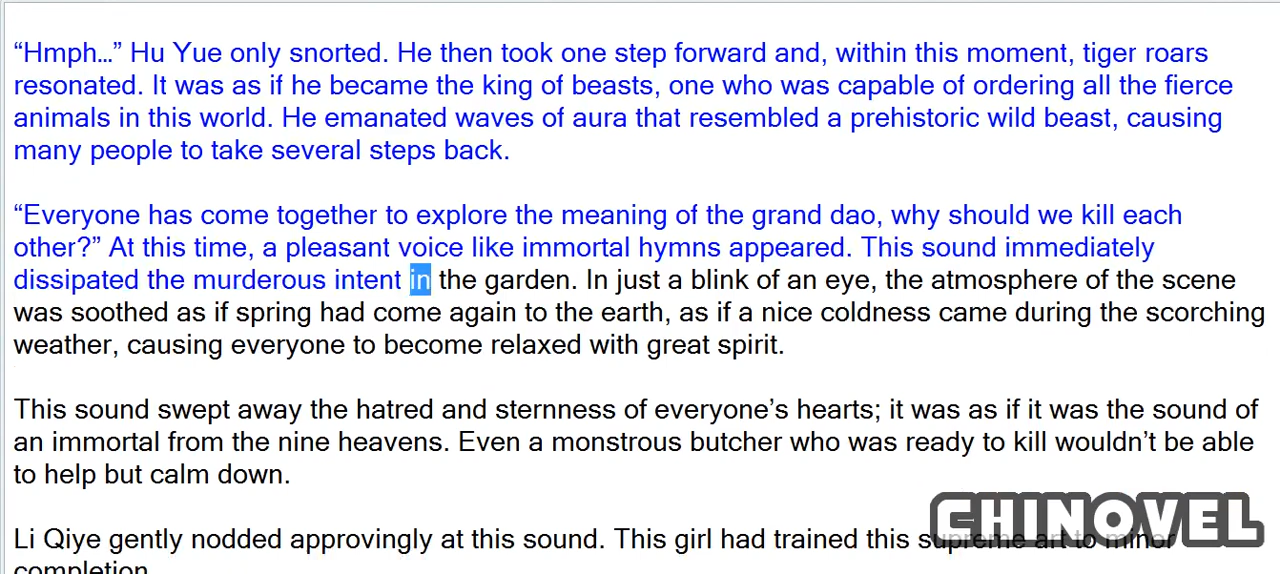 “Hmph…” Hu Yue only snorted. He then took one step forward and, within this moment, tiger roars
resonated. It was as if he became the king of beasts, one who was capable of ordering all the fierce
animals in this world. He emanated waves of aura that resembled a prehistoric wild beast, causing
many people to take several steps back.
“Everyone has come together to explore the meaning of the grand dao, why should we kill each
other?” At this time, a pleasant voice like immortal hymns appeared. This sound immediately
dissipated the murderous intent in the garden. In just a blink of an eye, the atmosphere of the scene
was soothed as if spring had come again to the earth, as if a nice coldness came during the scorching
weather, causing everyone to become relaxed with great spirit.
This sound swept away the hatred and sternness of everyone’s hearts; it was as if it was the sound of
an immortal from the nine heavens. Even a monstrous butcher who was ready to kill wouldn’t be able
to help but calm down.
Li Qiye gently nodded approvingly at this sound. This girl had trained this supreme art to minor
completion.
CHINOVEL